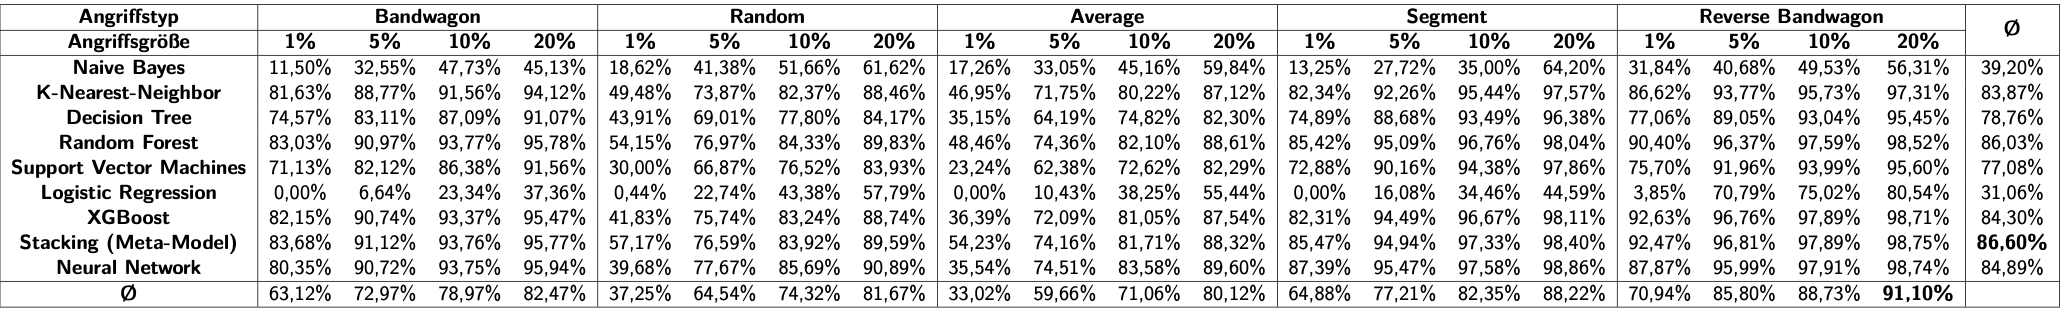 Angriffstyp Bandwagon Random Average Segment Reverse Bandwagon Ø
Angriffsgröße 1% 5% 10% 20% 1% 5% 10% 20% 1% 5% 10% 20% 1% 5% 10% 20% 1% 5% 10% 20%
Naive Bayes 11,50% 32,55% 47,73% 45,13% 18,62% 41,38% 51,66% 61,62% 17,26% 33,05% 45,16% 59,84% 13,25% 27,72% 35,00% 64,20% 31,84% 40,68% 49,53% 56,31% 39,20%
K-Nearest-Neighbor 81,63% 88,77% 91,56% 94,12% 49,48% 73,87% 82,37% 88,46% 46,95% 71,75% 80,22% 87,12% 82,34% 92,26% 95,44% 97,57% 86,62% 93,77% 95,73% 97,31% 83,87%
Decision Tree 74,57% 83,11% 87,09% 91,07% 43,91% 69,01% 77,80% 84,17% 35,15% 64,19% 74,82% 82,30% 74,89% 88,68% 93,49% 96,38% 77,06% 89,05% 93,04% 95,45% 78,76%
Random Forest 83,03% 90,97% 93,77% 95,78% 54,15% 76,97% 84,33% 89,83% 48,46% 74,36% 82,10% 88,61% 85,42% 95,09% 96,76% 98,04% 90,40% 96,37% 97,59% 98,52% 86,03%
Support Vector Machines 71,13% 82,12% 86,38% 91,56% 30,00% 66,87% 76,52% 83,93% 23,24% 62,38% 72,62% 82,29% 72,88% 90,16% 94,38% 97,86% 75,70% 91,96% 93,99% 95,60% 77,08%
Logistic Regression 0,00% 6,64% 23,34% 37,36% 0,44% 22,74% 43,38% 57,79% 0,00% 10,43% 38,25% 55,44% 0,00% 16,08% 34,46% 44,59% 3,85% 70,79% 75,02% 80,54% 31,06%
XGBoost 82,15% 90,74% 93,37% 95,47% 41,83% 75,74% 83,24% 88,74% 36,39% 72,09% 81,05% 87,54% 82,31% 94,49% 96,67% 98,11% 92,63% 96,76% 97,89% 98,71% 84,30%
Stacking (Meta-Model) 83,68% 91,12% 93,76% 95,77% 57,17% 76,59% 83,92% 89,59% 54,23% 74,16% 81,71% 88,32% 85,47% 94,94% 97,33% 98,40% 92,47% 96,81% 97,89% 98,75% 86,60%
Neural Network 80,35% 90,72% 93,75% 95,94% 39,68% 77,67% 85,69% 90,89% 35,54% 74,51% 83,58% 89,60% 87,39% 95,47% 97,58% 98,86% 87,87% 95,99% 97,91% 98,74% 84,89%
Ø 63,12% 72,97% 78,97% 82,47% 37,25% 64,54% 74,32% 81,67% 33,02% 59,66% 71,06% 80,12% 64,88% 77,21% 82,35% 88,22% 70,94% 85,80% 88,73% 91,10%